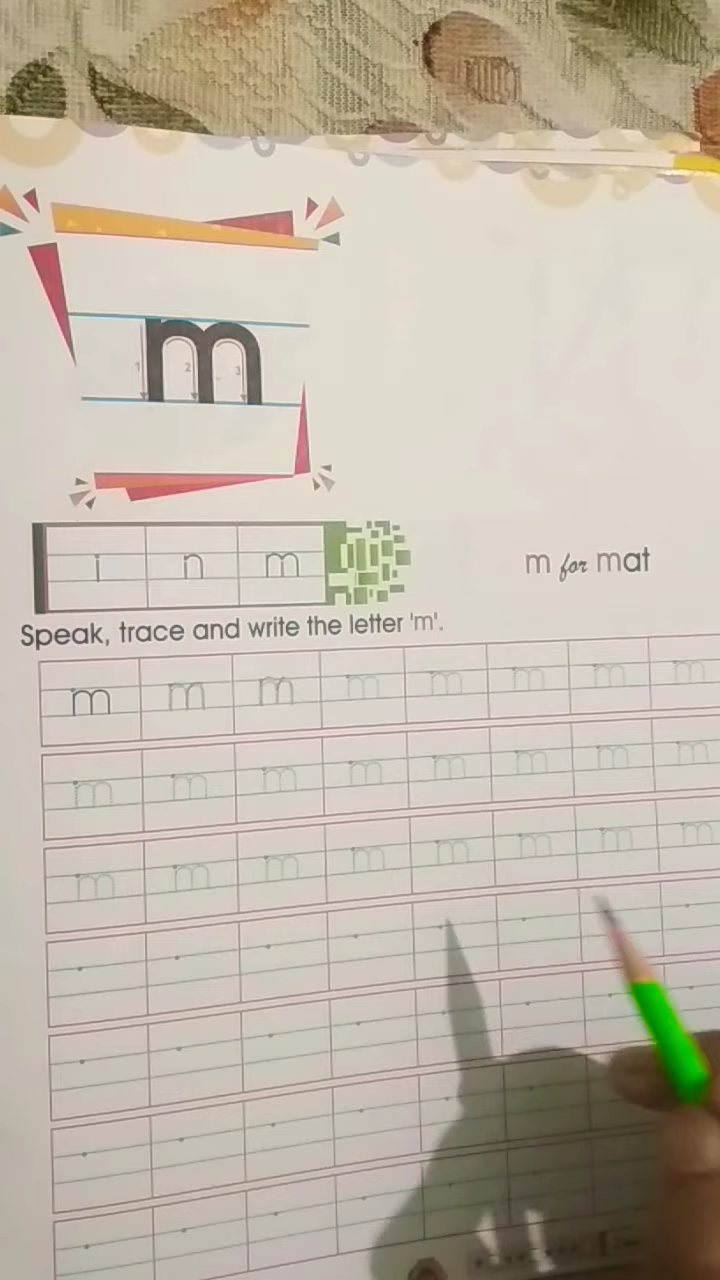 m
1 2 3
i n m
m for mat
Speak, trace and write the letter 'm'.
m m m m m m m m
m m m m m m m m
m m m m m m m m